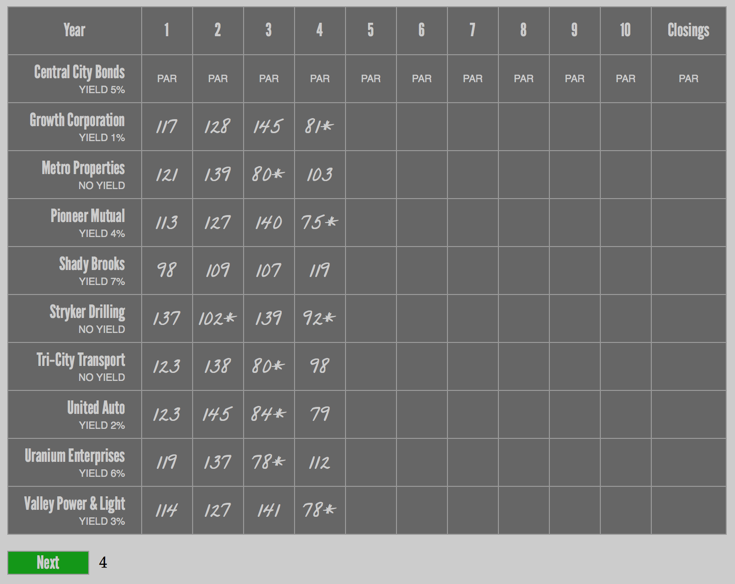 Year 1 2 3 4 5 6 7 8 9 10 Closings
Central City Bonds PAR PAR PAR PAR PAR PAR PAR PAR PAR PAR PAR
YIELD 5%
Growth Corporation 117 128 145 81*
YIELD 1%
Metro Properties 121 139 80* 103
NO YIELD
Pioneer Mutual 113 127 140 75*
YIELD 4%
Shady Brooks 98 109 107 119
YIELD 7%
Stryker Drilling 137 102* 139 92*
NO YIELD
Tri-City Transport 123 138 80* 98
NO YIELD
United Auto 123 145 84* 79
YIELD 2%
Uranium Enterprises 119 137 78* 112
YIELD 6%
Valley Power & Light 114 127 141 78*
YIELD 3%
Next 4